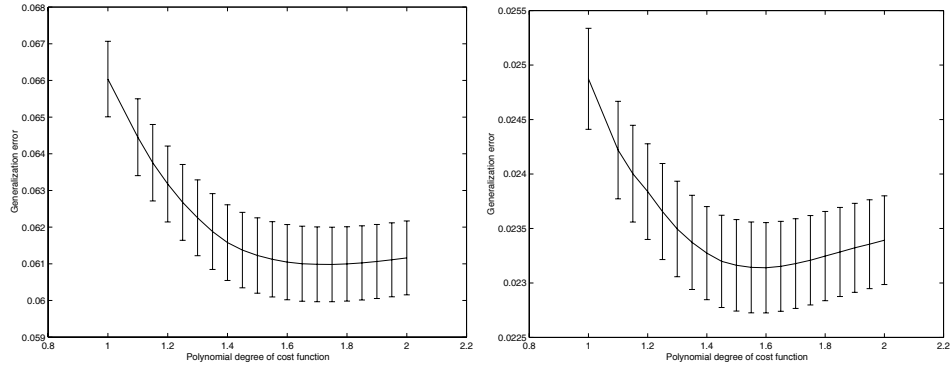 0.068
0.067
0.066
0.065
0.064
0.063
0.062
0.061
0.06
0.059
Generalization error
0.8 1 1.2 1.4 1.6 1.8 2 2.2
Polynomial degree of cost function
0.0255
0.025
0.0245
0.024
0.0235
0.023
0.0225
Generalization error
0.8 1 1.2 1.4 1.6 1.8 2 2.2
Polynomial degree of cost function